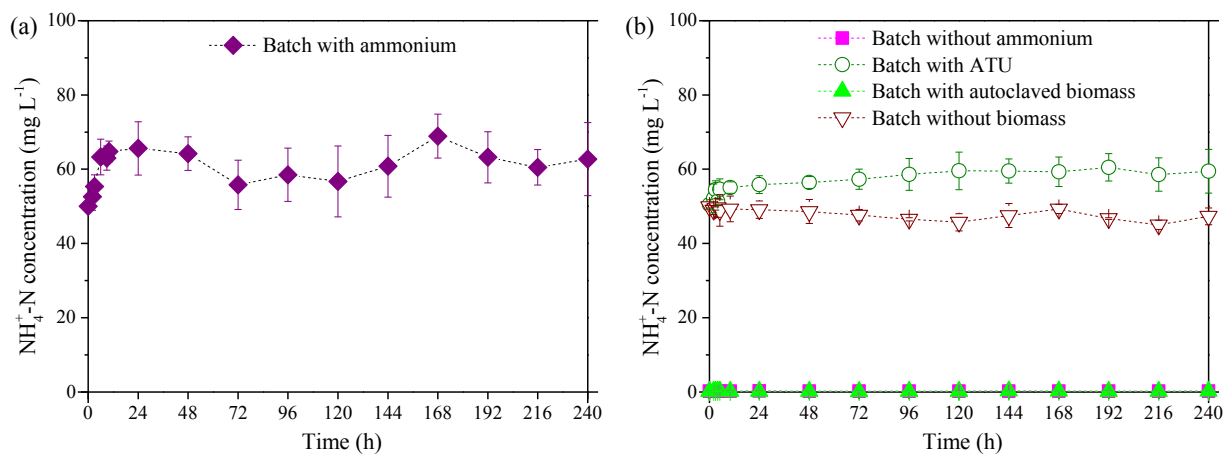 (a)
Batch with ammonium
NH₄⁺-N concentration (mg L⁻¹)
100
80
60
40
20
0
0 24 48 72 96 120 144 168 192 216 240
Time (h)
(b)
Batch without ammonium
Batch with ATU
Batch with autoclaved biomass
Batch without biomass
NH₄⁺-N concentration (mg L⁻¹)
100
80
60
40
20
0
0 24 48 72 96 120 144 168 192 216 240
Time (h)